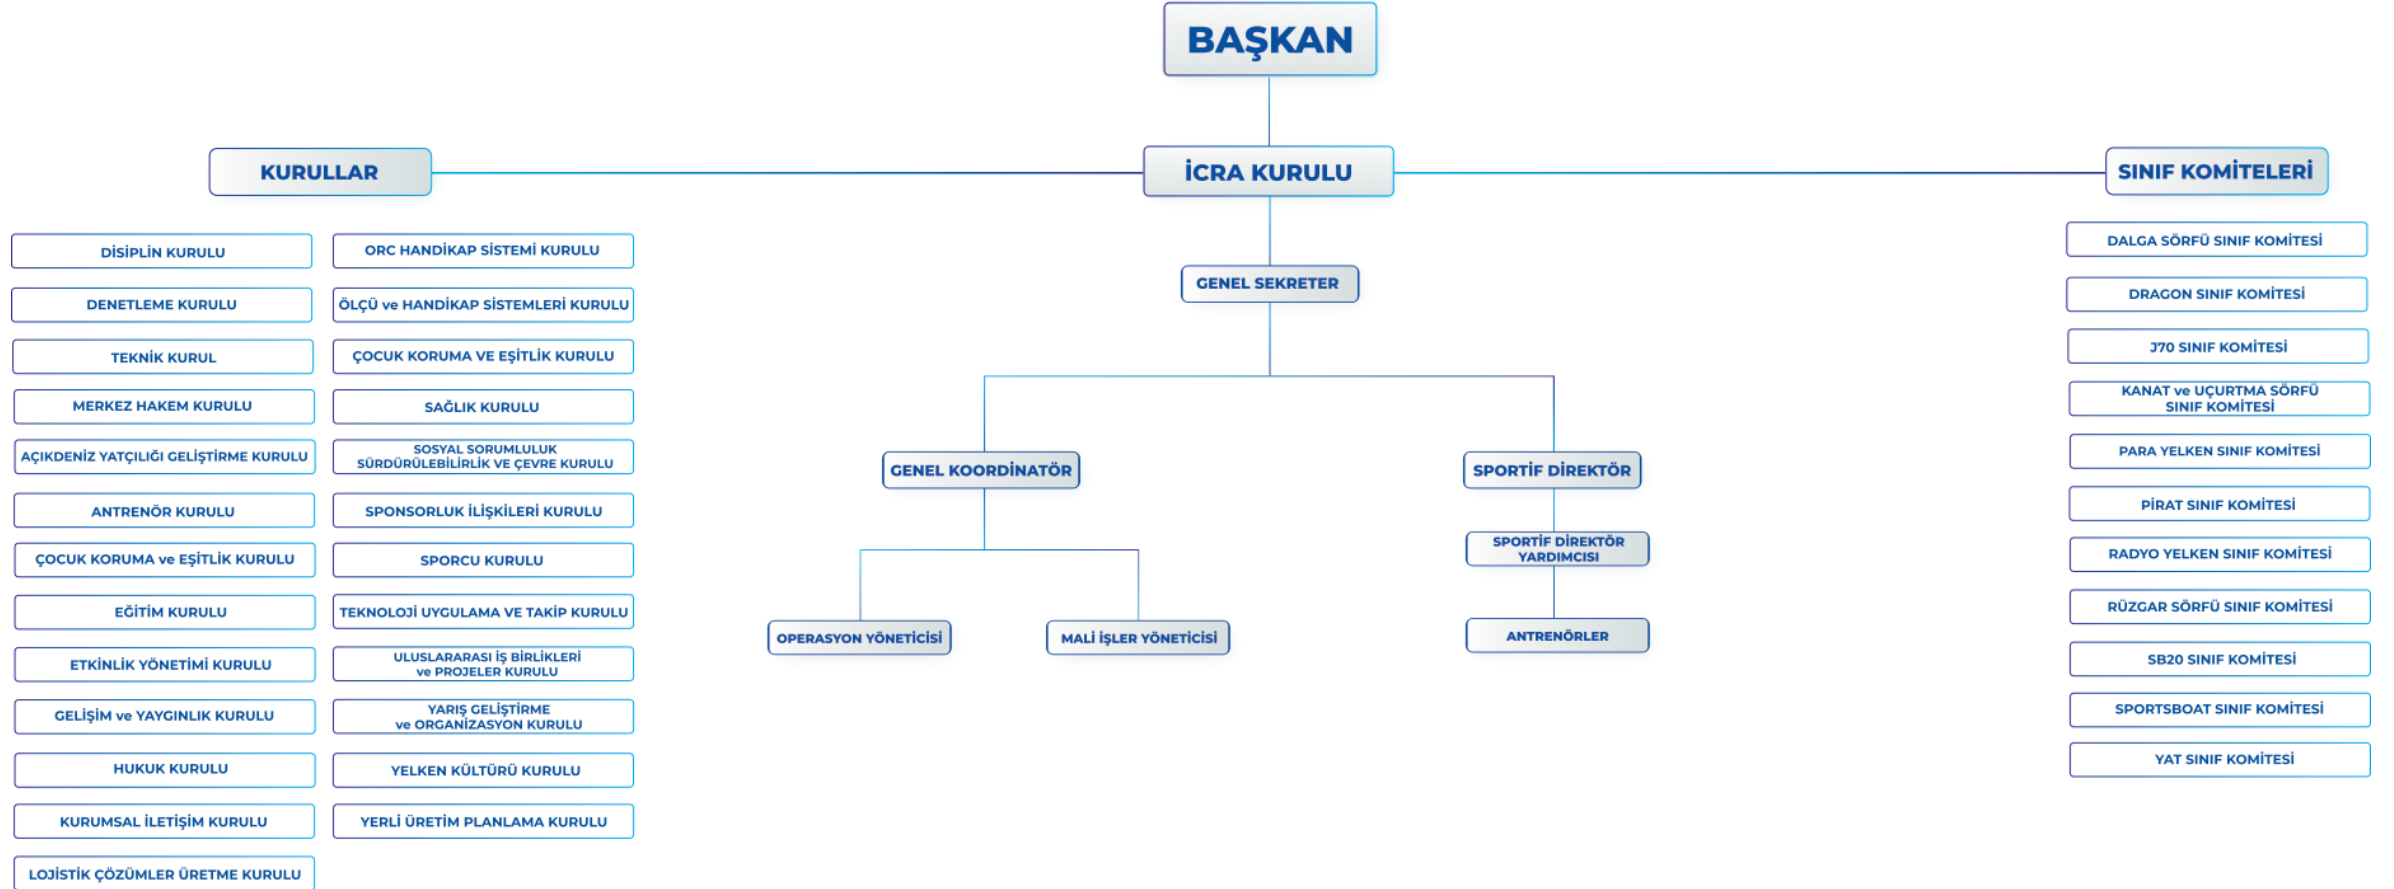 BAŞKAN
KURULLAR
İCRA KURULU
SINIF KOMİTELERİ
DİSİPLİN KURULU
DENETLEME KURULU
TEKNİK KURUL
MERKEZ HAKEM KURULU
AÇIKDENİZ YATÇILIĞI GELİŞTİRME KURULU
ANTRENÖR KURULU
ÇOCUK KORUMA ve EŞİTLİK KURULU
EĞİTİM KURULU
ETKİNLİK YÖNETİMİ KURULU
GELİŞİM ve YAYGINLIK KURULU
HUKUK KURULU
KURUMSAL İLETİŞİM KURULU
LOJİSTİK ÇÖZÜMLER ÜRETME KURULU
ORC HANDİKAP SİSTEMİ KURULU
ÖLÇÜ ve HANDİKAP SİSTEMLERİ KURULU
ÇOCUK KORUMA VE EŞİTLİK KURULU
SAĞLIK KURULU
SOSYAL SORUMLULUK
SÜRDÜRÜLEBİLİRLİK VE ÇEVRE KURULU
SPONSORLUK İLİŞKİLERİ KURULU
SPORCU KURULU
TEKNOLOJİ UYGULAMA VE TAKİP KURULU
ULUSLARARASI İŞ BİRLİKLERİ
ve PROJELER KURULU
YARIŞ GELİŞTİRME
ve ORGANİZASYON KURULU
YELKEN KÜLTÜRÜ KURULU
YERLİ ÜRETİM PLANLAMA KURULU
GENEL SEKRETER
GENEL KOORDİNATÖR
OPERASYON YÖNETİCİSİ
MALİ İŞLER YÖNETİCİSİ
SPORTİF DİREKTÖR
SPORTİF DİREKTÖR
YARDIMCISI
ANTRENÖRLER
DALGA SÖRFÜ SINIF KOMİTESİ
DRAGON SINIF KOMİTESİ
J70 SINIF KOMİTESİ
KANAT ve UÇURTMA SÖRFÜ
SINIF KOMİTESİ
PARA YELKEN SINIF KOMİTESİ
PİRAT SINIF KOMİTESİ
RADYO YELKEN SINIF KOMİTESİ
RÜZGAR SÖRFÜ SINIF KOMİTESİ
SB20 SINIF KOMİTESİ
SPORTSBOAT SINIF KOMİTESİ
YAT SINIF KOMİTESİ